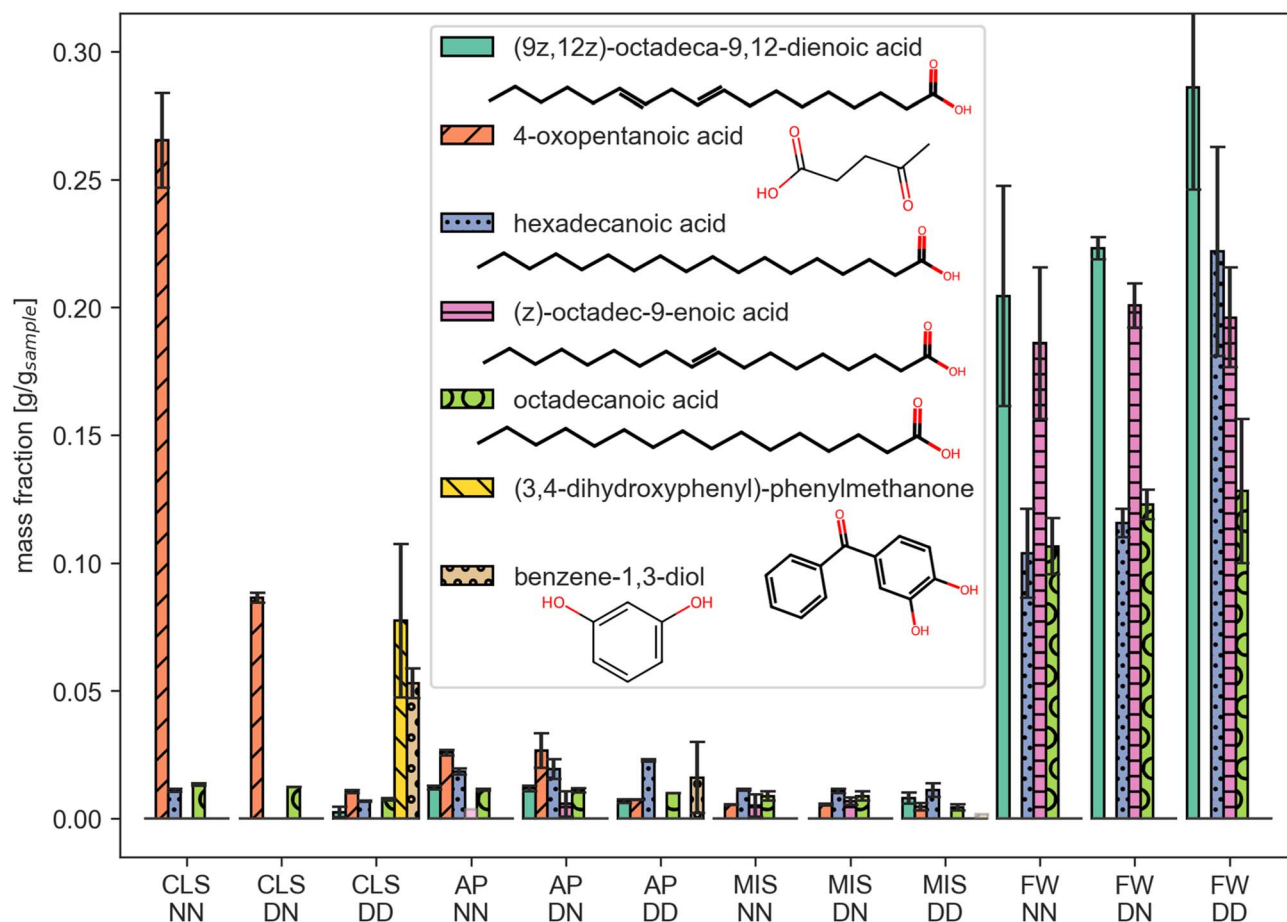 0.30
0.25
0.20
0.15
0.10
0.05
0.00
mass fraction [g/g_sample]
(9z,12z)-octadeca-9,12-dienoic acid
O
OH
4-oxopentanoic acid
O
HO
O
hexadecanoic acid
O
OH
(z)-octadec-9-enoic acid
O
OH
octadecanoic acid
O
OH
(3,4-dihydroxyphenyl)-phenylmethanone
O
OH
OH
benzene-1,3-diol
HO
OH
CLS NN
CLS DN
CLS DD
AP NN
AP DN
AP DD
MIS NN
MIS DN
MIS DD
FW NN
FW DN
FW DD